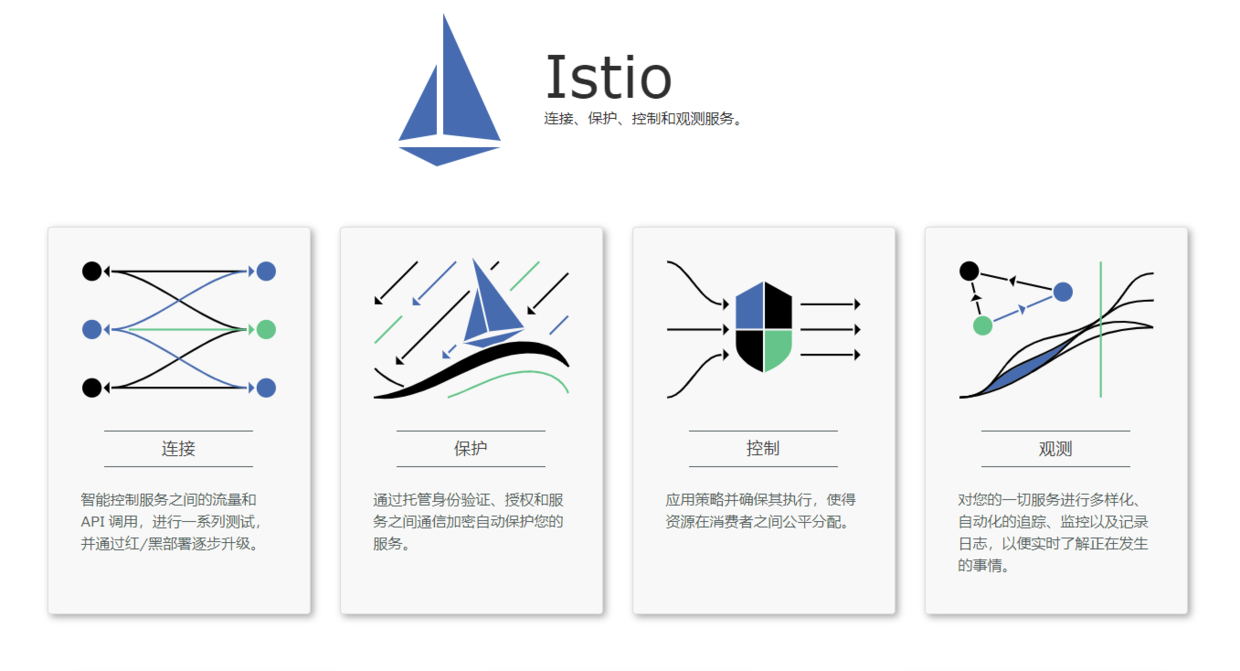 Istio
连接、保护、控制和观测服务。
连接
智能控制服务之间的流量和
API 调用，进行一系列测试，
并通过红/黑部署逐步升级。
保护
通过托管身份验证、授权和服
务之间通信加密自动保护您的
服务。
控制
应用策略并确保其执行，使得
资源在消费者之间公平分配。
观测
对您的一切服务进行多样化、
自动化的追踪、监控以及记录
日志，以便实时了解正在发生
的事情。